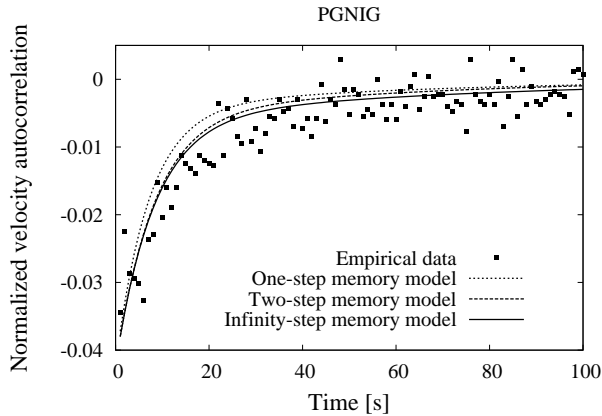 PGNIG
Normalized velocity autocorrelation
0
-0.01
-0.02
-0.03
-0.04
Empirical data
One-step memory model
Two-step memory model
Infinity-step memory model
0 20 40 60 80 100
Time [s]